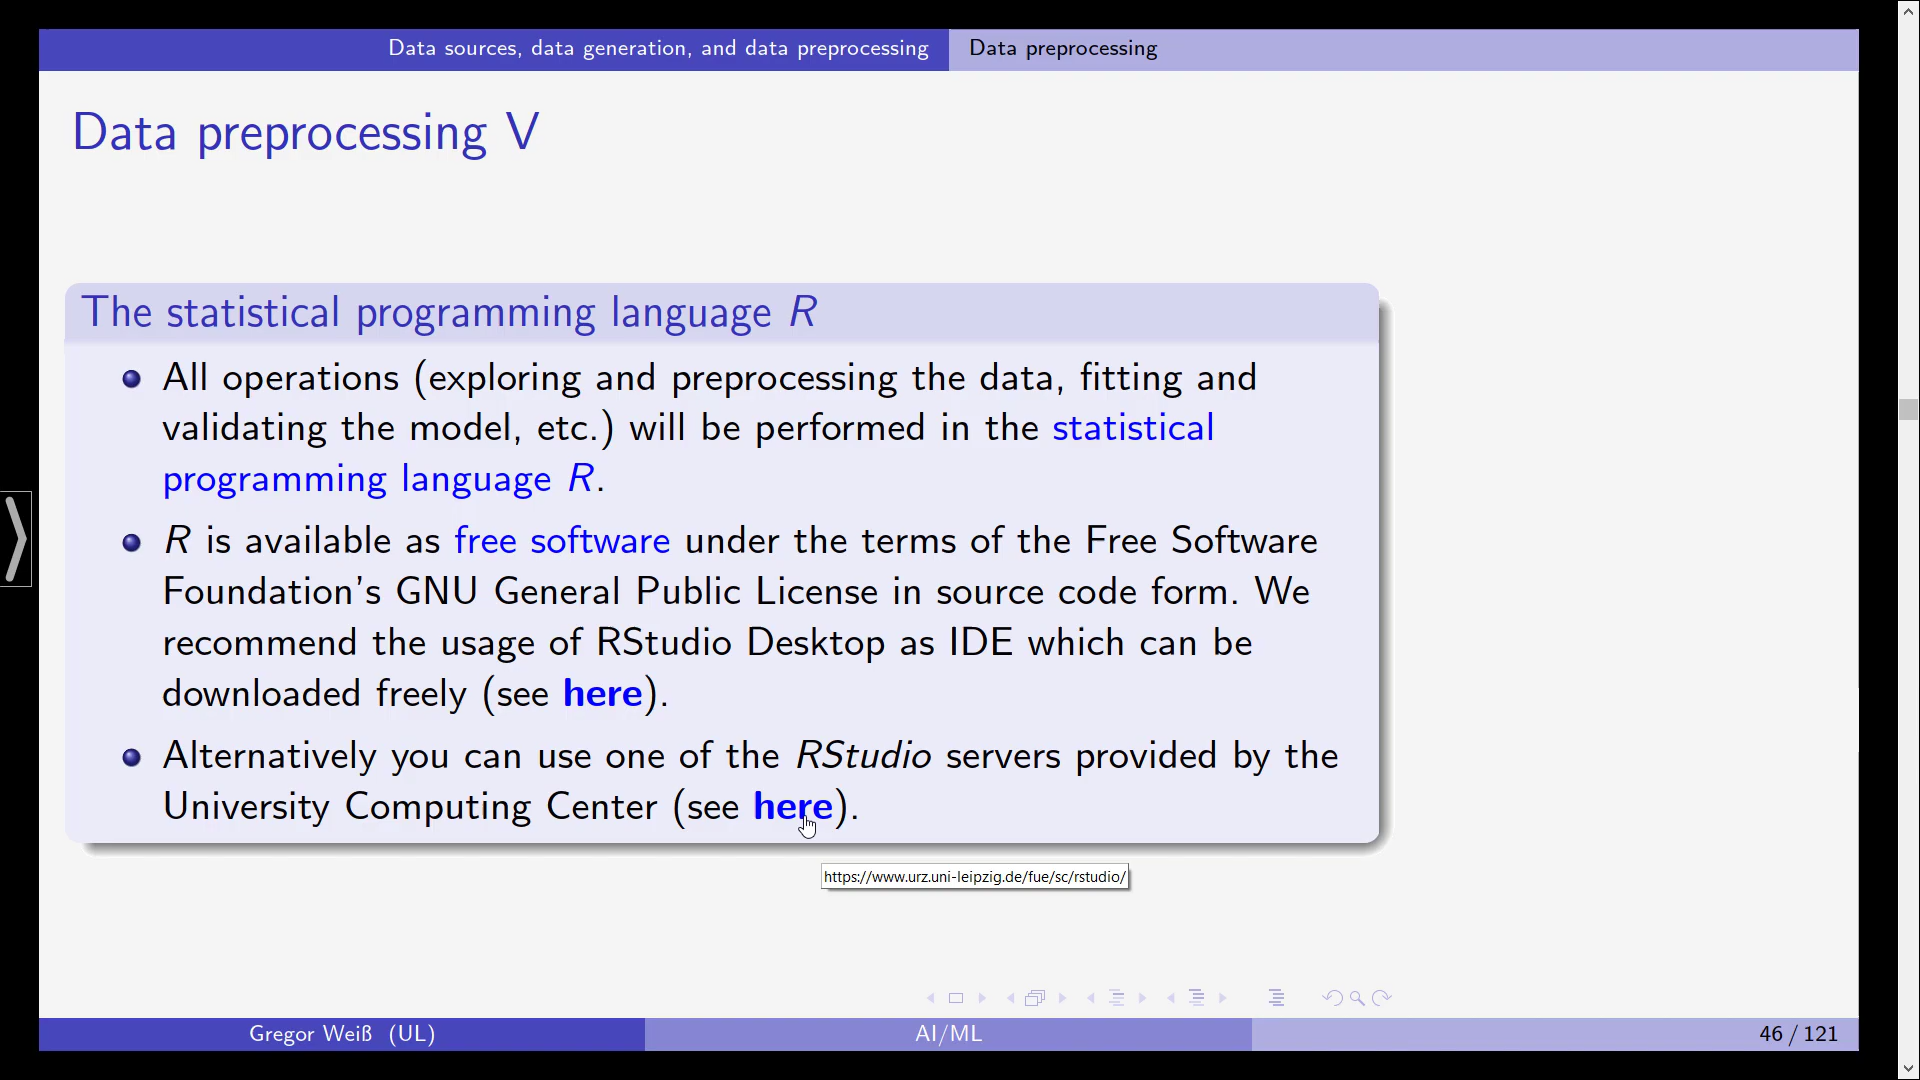 Data sources, data generation, and data preprocessing
Data preprocessing
Data preprocessing V
The statistical programming language R
All operations (exploring and preprocessing the data, fitting and
validating the model, etc.) will be performed in the statistical
programming language R.
R is available as free software under the terms of the Free Software
Foundation's GNU General Public License in source code form. We
recommend the usage of RStudio Desktop as IDE which can be
downloaded freely (see here).
Alternatively you can use one of the RStudio servers provided by the
University Computing Center (see here).
https://www.urz.uni-leipzig.de/fue/sc/rstudio/
Gregor Weiß (UL)
AI/ML
46 / 121